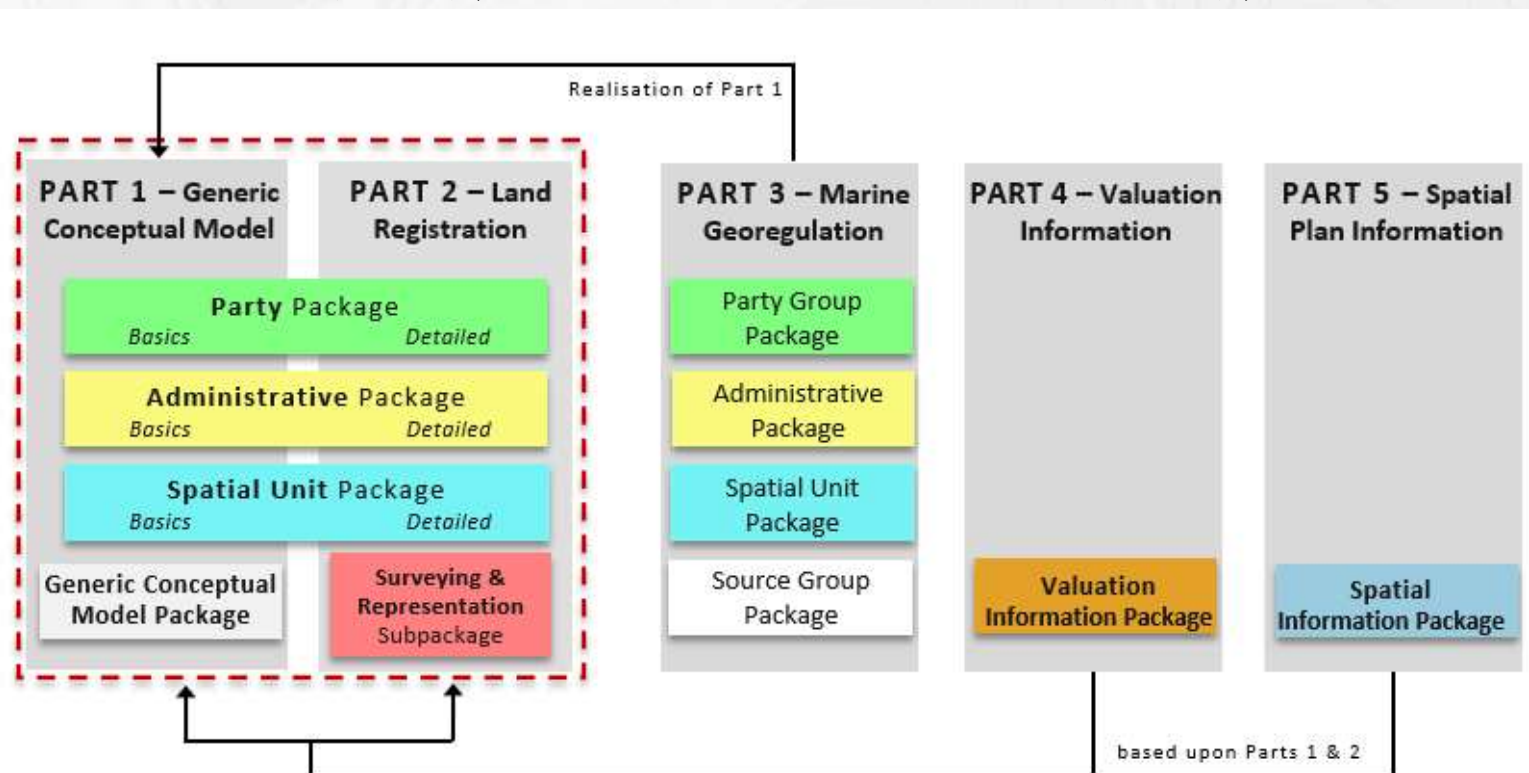 Realisation of Part 1
PART 1 – Generic
Conceptual Model
PART 2 – Land
Registration
PART 3 – Marine
Georegulation
PART 4 – Valuation
Information
PART 5 – Spatial
Plan Information
Party Package
Basics Detailed
Administrative Package
Basics Detailed
Spatial Unit Package
Basics Detailed
Generic Conceptual
Model Package
Surveying &
Representation
Subpackage
Party Group
Package
Administrative
Package
Spatial Unit
Package
Source Group
Package
Valuation
Information Package
Spatial
Information Package
based upon Parts 1 & 2